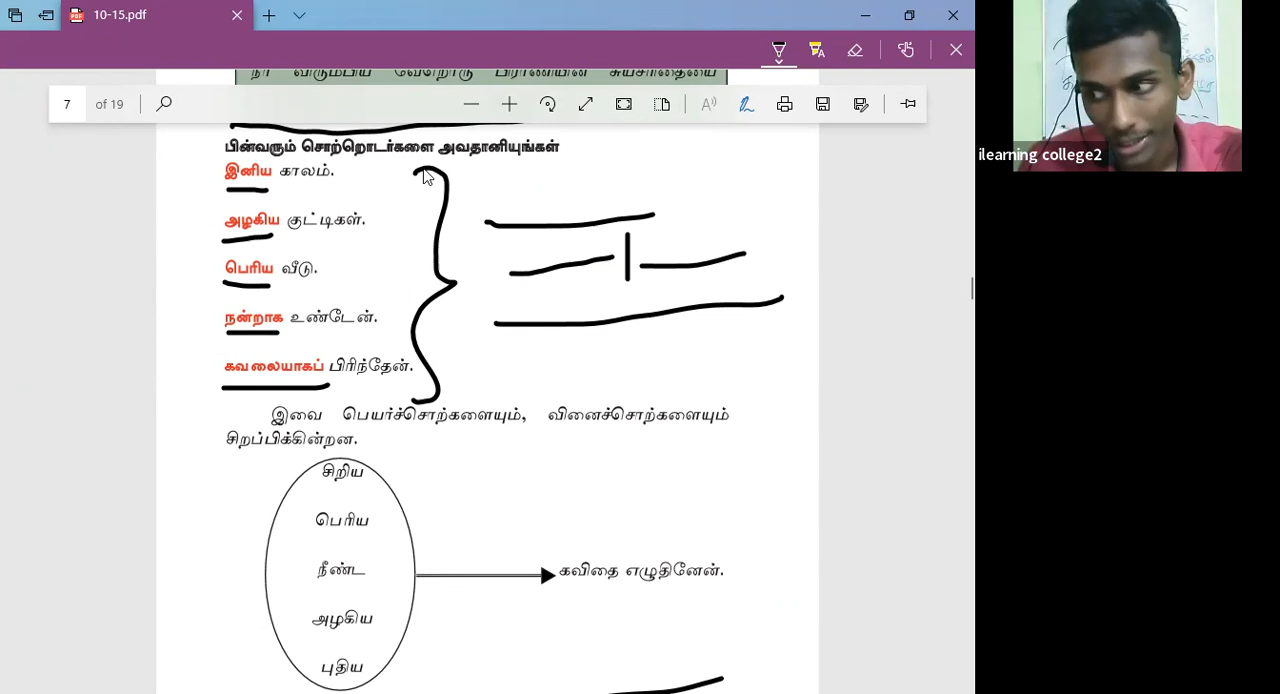 10-15.pdf
நீர் விரும்பிய வேறொரு பிராணியின் சுயசரிதையை
7 of 19
ilearning college2
பின்வரும் சொற்றொடர்களை அவதானியுங்கள்
இனிய காலம்.
அழகிய குட்டிகள்.
பெரிய வீடு.
நன்றாக உண்டேன்.
கவலையாகப் பிரிந்தேன்.
இவை பெயர்ச்சொற்களையும், வினைச்சொற்களையும்
சிறப்பிக்கின்றன.
சிறிய
பெரிய
நீண்ட
கவிதை எழுதினேன்.
அழகிய
புதிய